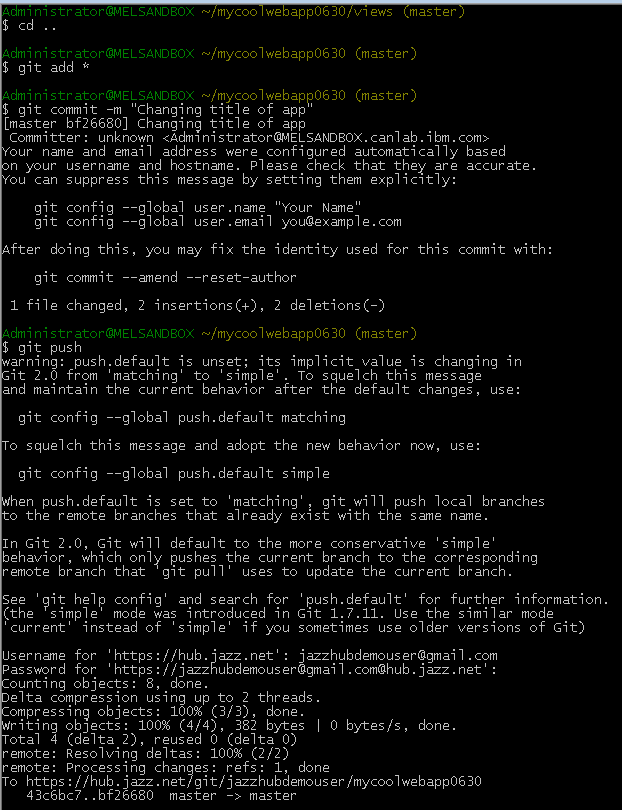 Administrator@MELSANDBOX ~/mycoolwebapp0630/views (master)
$ cd ..
Administrator@MELSANDBOX ~/mycoolwebapp0630 (master)
$ git add *
Administrator@MELSANDBOX ~/mycoolwebapp0630 (master)
$ git commit -m "Changing title of app"
[master bf26680] Changing title of app
Committer: unknown <Administrator@MELSANDBOX.canlab.ibm.com>
Your name and email address were configured automatically based
on your username and hostname. Please check that they are accurate.
You can suppress this message by setting them explicitly:
git config --global user.name "Your Name"
git config --global user.email you@example.com
After doing this, you may fix the identity used for this commit with:
git commit --amend --reset-author
1 file changed, 2 insertions(+), 2 deletions(-)
Administrator@MELSANDBOX ~/mycoolwebapp0630 (master)
$ git push
warning: push.default is unset; its implicit value is changing in
Git 2.0 from 'matching' to 'simple'. To squelch this message
and maintain the current behavior after the default changes, use:
git config --global push.default matching
To squelch this message and adopt the new behavior now, use:
git config --global push.default simple
When push.default is set to 'matching', git will push local branches
to the remote branches that already exist with the same name.
In Git 2.0, Git will default to the more conservative 'simple'
behavior, which only pushes the current branch to the corresponding
remote branch that 'git pull' uses to update the current branch.
See 'git help config' and search for 'push.default' for further information.
(the 'simple' mode was introduced in Git 1.7.11. Use the similar mode
'current' instead of 'simple' if you sometimes use older versions of Git)
Username for 'https://hub.jazz.net': jazzhubdemouser@gmail.com
Password for 'https://jazzhubdemouser@gmail.com@hub.jazz.net':
Counting objects: 8, done.
Delta compression using up to 2 threads.
Compressing objects: 100% (3/3), done.
Writing objects: 100% (4/4), 382 bytes | 0 bytes/s, done.
Total 4 (delta 2), reused 0 (delta 0)
remote: Resolving deltas: 100% (2/2)
remote: Processing changes: refs: 1, done
To https://hub.jazz.net/git/jazzhubdemouser/mycoolwebapp0630
43c6bc7..bf26680 master -> master